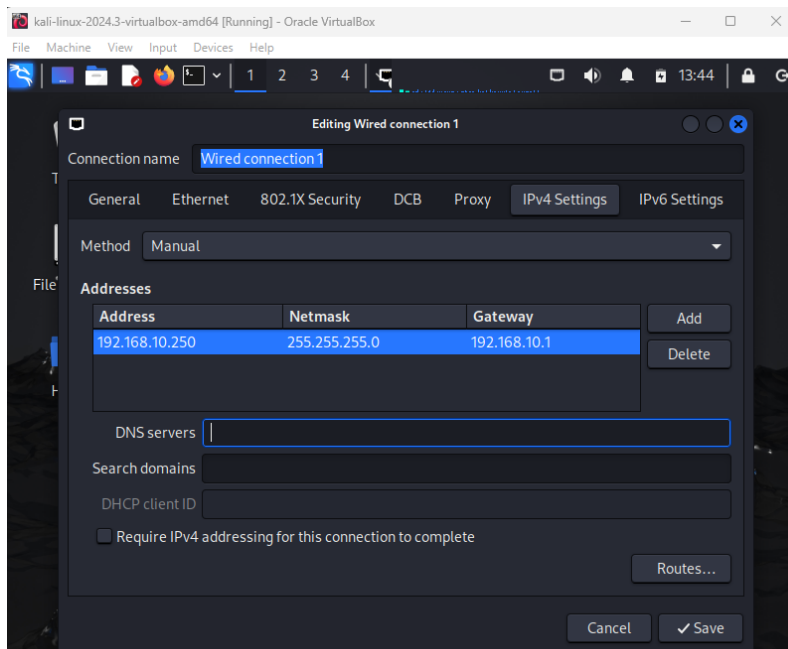 kali-linux-2024.3-virtualbox-amd64 [Running] - Oracle VirtualBox
File Machine View Input Devices Help
1 2 3 4 13:44
Editing Wired connection 1
Connection name Wired connection 1
General Ethernet 802.1X Security DCB Proxy IPv4 Settings IPv6 Settings
Method Manual
File
Addresses
Address Netmask Gateway Add
192.168.10.250 255.255.255.0 192.168.10.1
Delete
DNS servers
Search domains
DHCP client ID
Require IPv4 addressing for this connection to complete
Routes...
Cancel Save